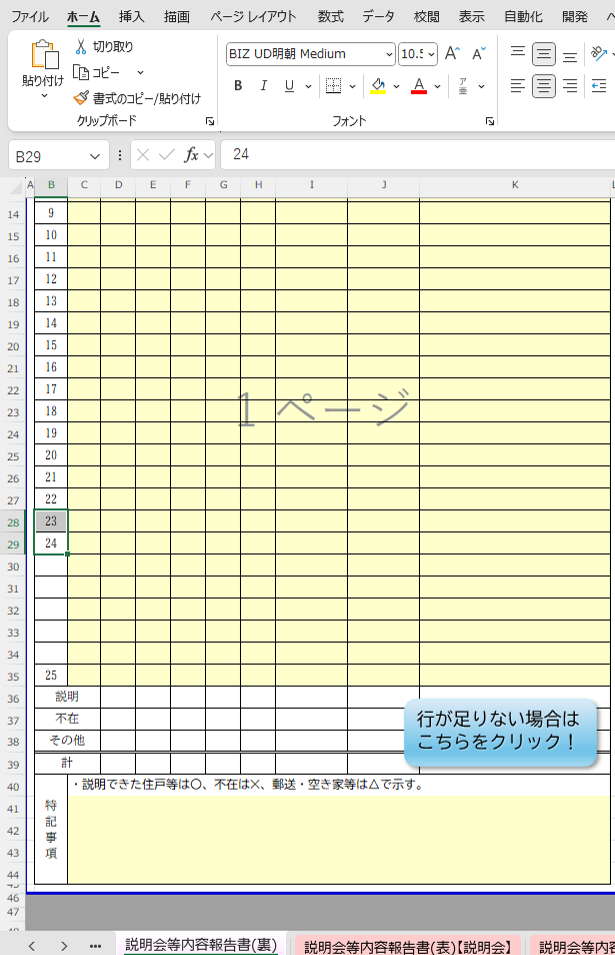 ファイル ホーム 挿入 描画 ページ レイアウト 数式 データ 校閲 表示 自動化 開発
貼り付け
切り取り
コピー
書式のコピー/貼り付け
クリップボード
BIZ UD明朝 Medium 10.5
B I U
フォント
B29 fx 24
A B C D E F G H I J K
14 9
15 10
16 11
17 12
18 13
19 14
20 15
21 16
22 17
23 18
24 19
25 20
26 21
27 22
28 23
29 24
30
31
32
33
34
35 25
1 ページ
36 説明
37 不在
38 その他
39 計
行が足りない場合は
こちらをクリック！
40 ・説明できた住戸等は〇、不在は×、郵送・空き家等は△で示す。
41
42
43
44
特
記
事
項
45
46
47
説明会等内容報告書(裏) 説明会等内容報告書(表)【説明会】 説明会等内容